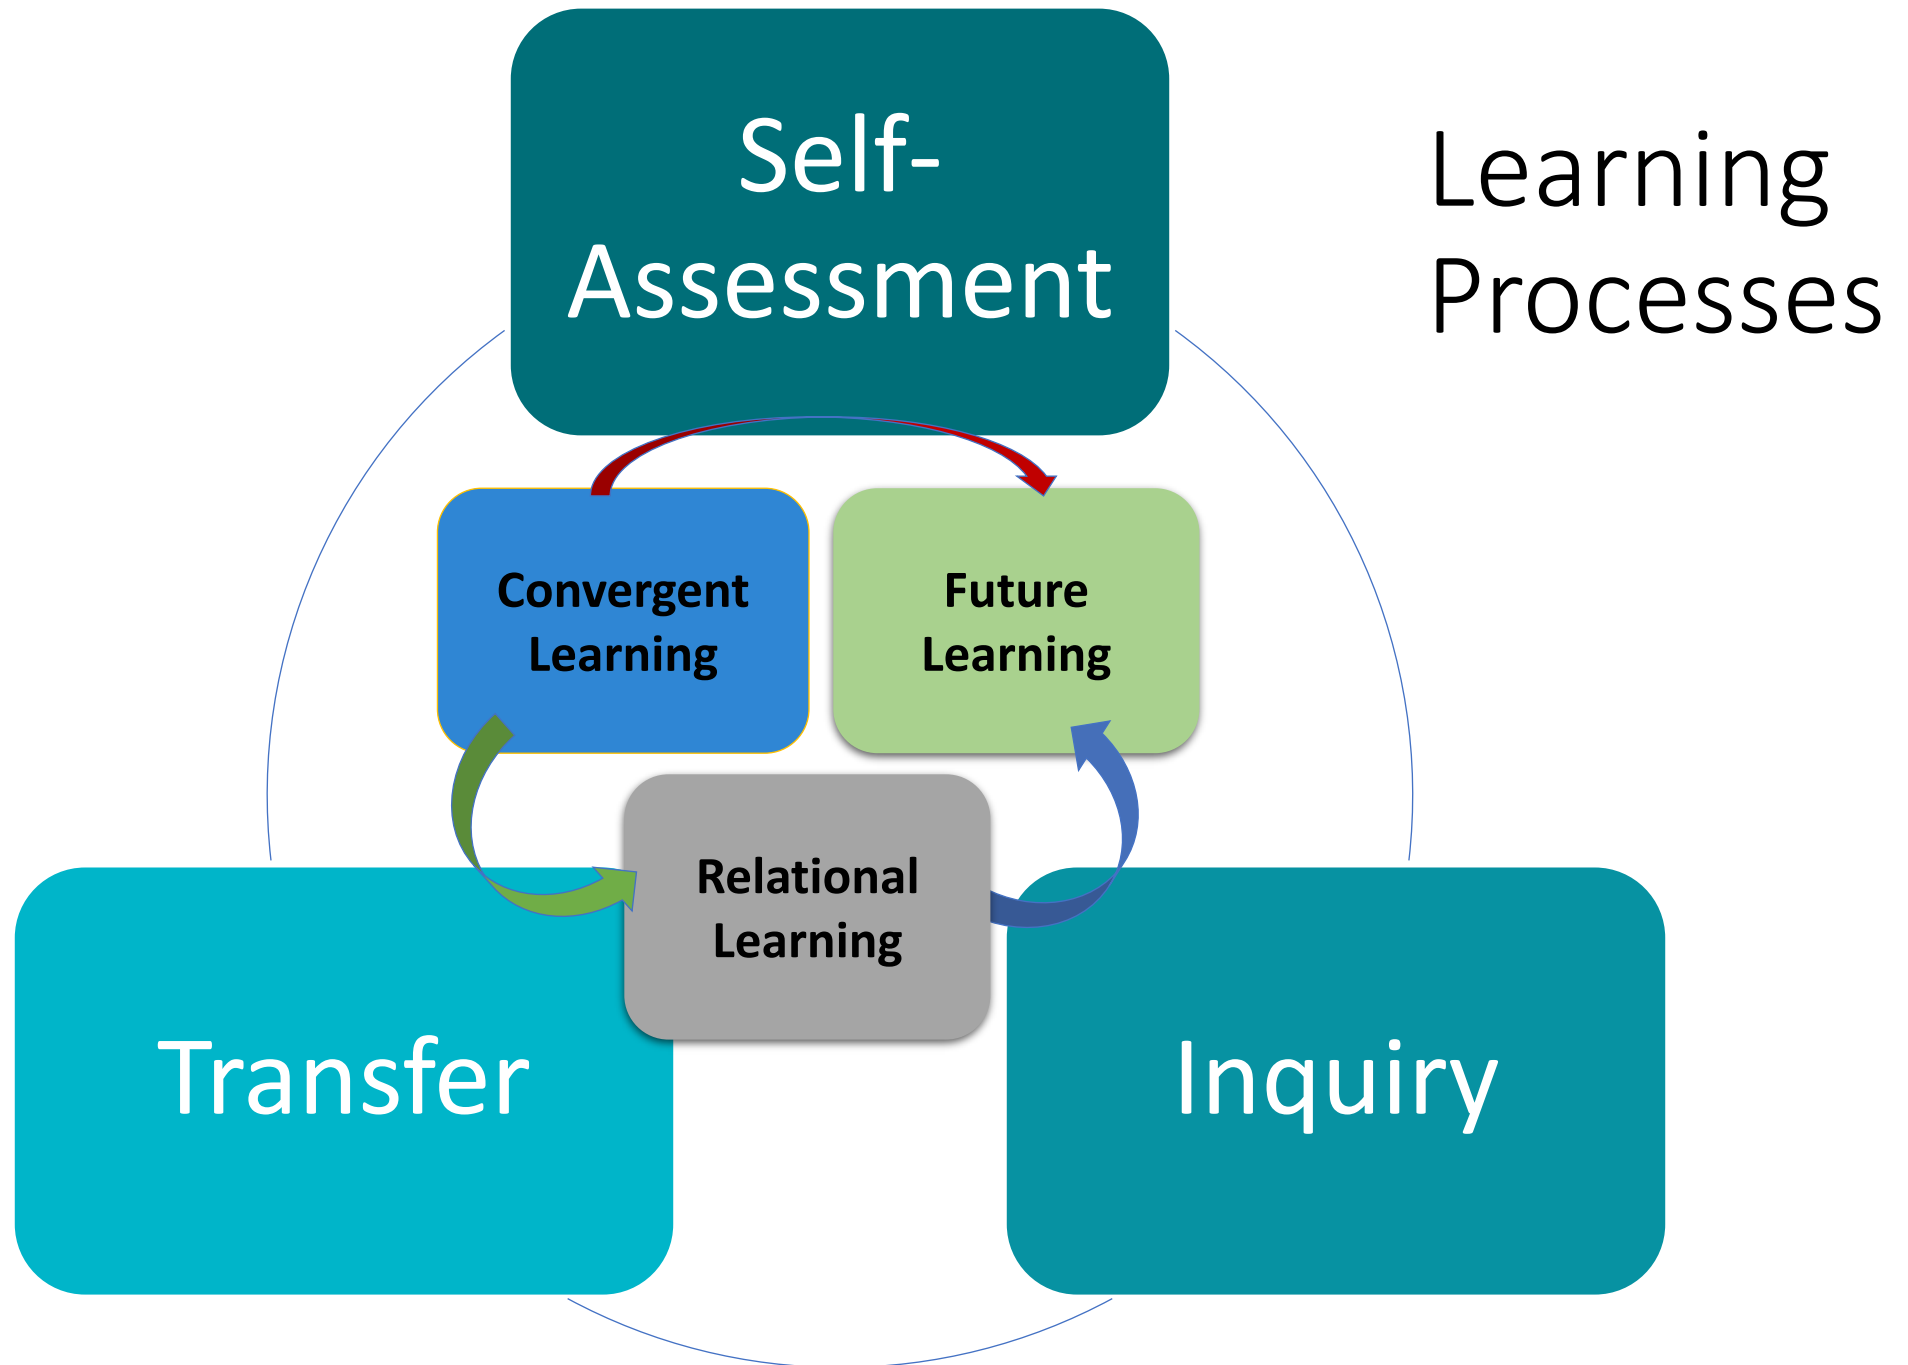 Self-
Assessment
Learning
Processes
Convergent
Learning
Future
Learning
Relational
Learning
Transfer
Inquiry